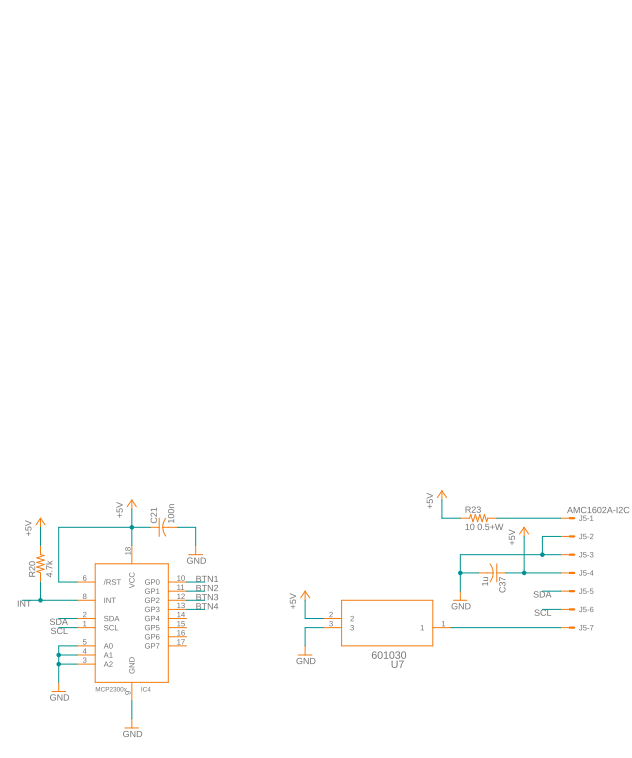 +5V
R23
10 0.5+W
AMC1602A-I2C
J5-1
J5-2
+5V
J5-3
1u
C37
J5-4
SDA
J5-5
SCL
J5-6
J5-7
GND
+5V
C21
100n
GND
+5V
R20
4.7k
INT
18
VCC
6
/RST
8
INT
SDA
2
SDA
SCL
1
SCL
5
A0
4
A1
3
A2
GND
GP0
10
BTN1
GP1
11
BTN2
GP2
12
BTN3
GP3
13
BTN4
GP4
14
GP5
15
GP6
16
GP7
17
GND
9
IC4
GND
+5V
GND
2
2
3
3
1
1
601030
U7